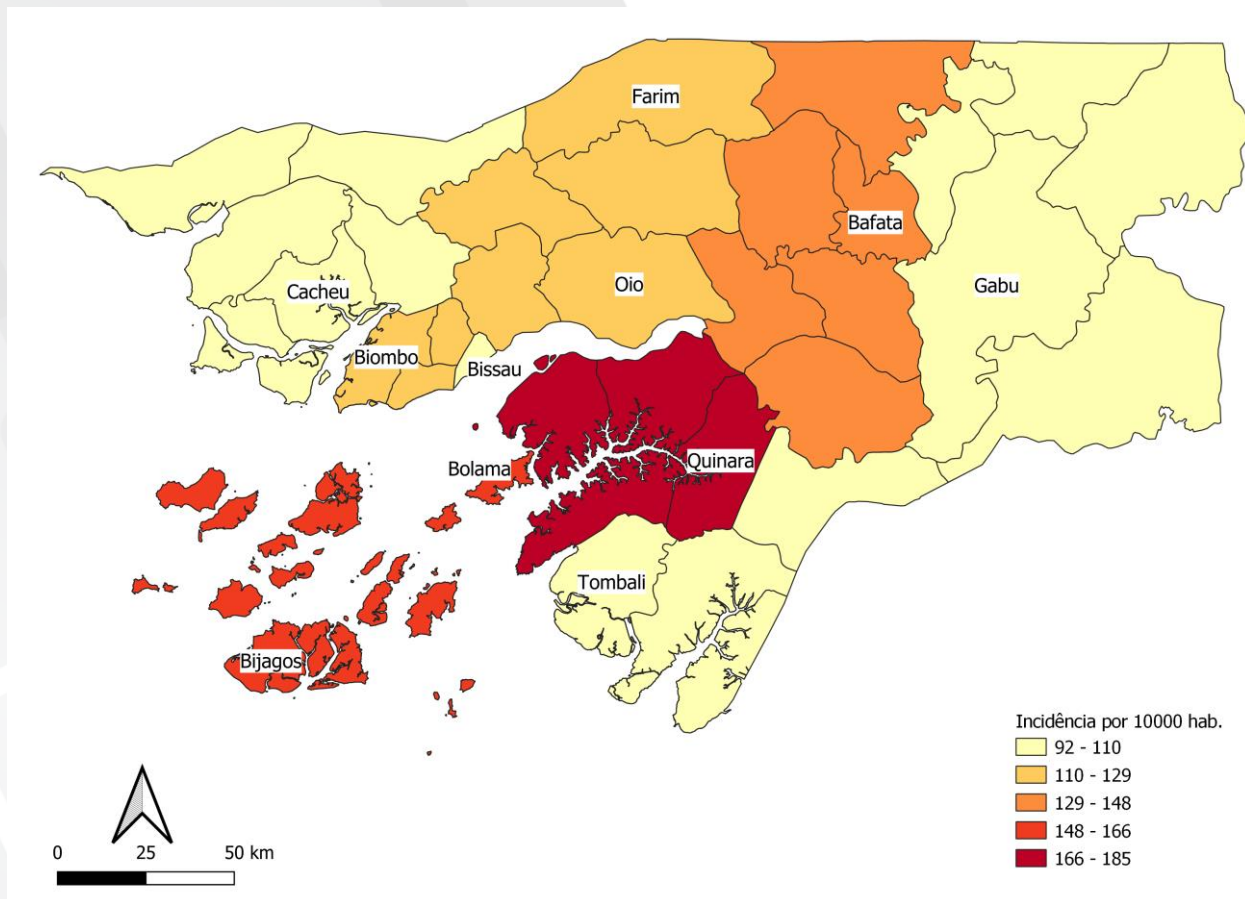 Farim
Bafata
Oio
Gabu
Cacheu
Biombo
Bissau
Bolama
Quinara
Tombali
Bijagos
Incidência por 10000 hab.
92 - 110
110 - 129
129 - 148
148 - 166
166 - 185
0 25 50 km